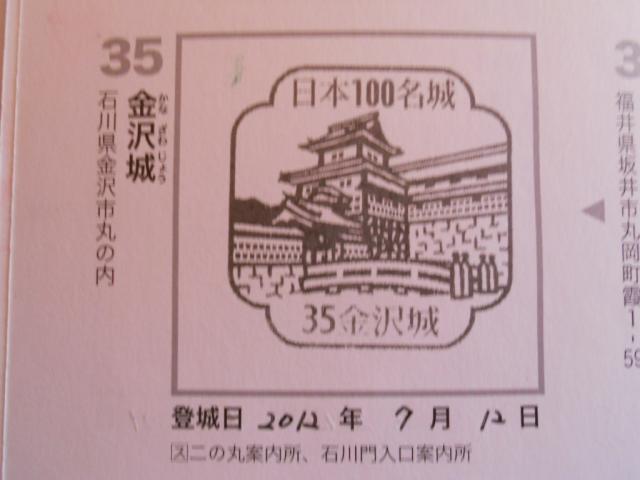 35
金沢城
かなざわじょう
石川県金沢市丸の内
日本100名城
35金沢城
登城日 2012 年 7 月 12 日
ス二の丸案内所、石川門入口案内所
3
福井県坂井市丸岡町霞1-59